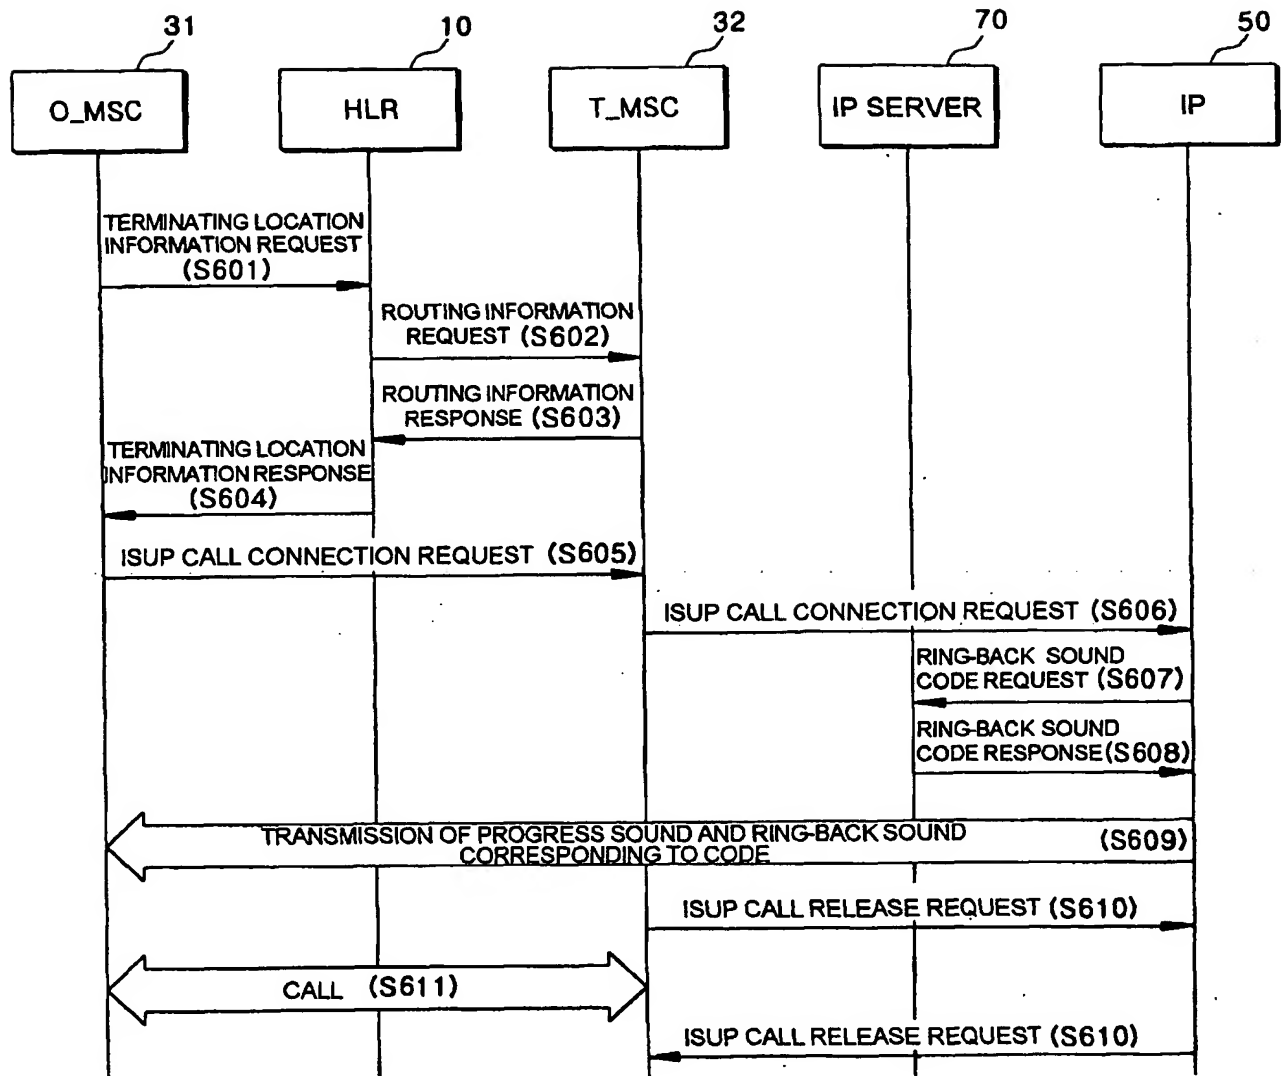 31
10
32
70
50
O_MSC
HLR
T_MSC
IP SERVER
IP
TERMINATING LOCATION
INFORMATION REQUEST
(S601)
ROUTING INFORMATION
REQUEST (S602)
ROUTING INFORMATION
RESPONSE (S603)
TERMINATING LOCATION
INFORMATION RESPONSE
(S604)
ISUP CALL CONNECTION REQUEST (S605)
ISUP CALL CONNECTION REQUEST (S606)
RING-BACK SOUND
CODE REQUEST (S607)
RING-BACK SOUND
CODE RESPONSE(S608)
TRANSMISSION OF PROGRESS SOUND AND RING-BACK SOUND
CORRESPONDING TO CODE
(S609)
ISUP CALL RELEASE REQUEST (S610)
CALL (S611)
ISUP CALL RELEASE REQUEST (S610)